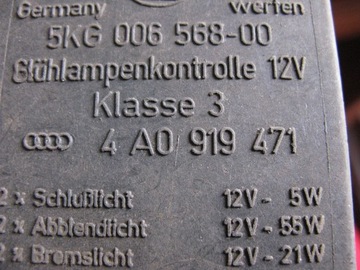 Germany werfen
5KG 006 568-00
Glühlampenkontrolle 12V
Klasse 3
4 A0 919 471
2 x Schlußlicht 12V - 5W
2 x Abblendlicht 12V - 55W
2 x Bremslicht 12V - 21W